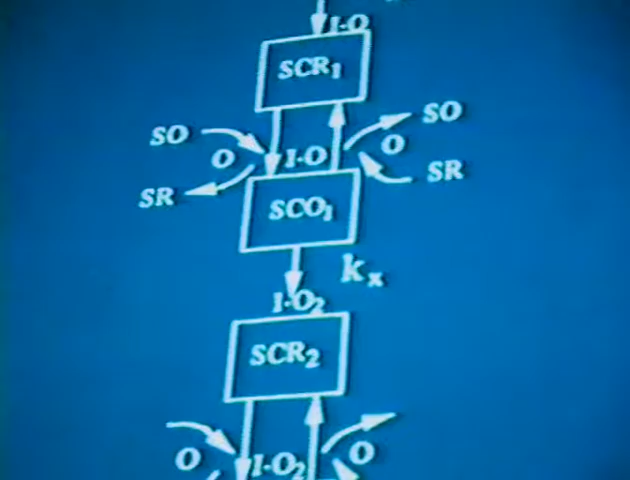 I·O
SCR₁
SO O I·O O SO
SR SR
SCO₁
kₓ
I·O₂
SCR₂
O I·O₂ O